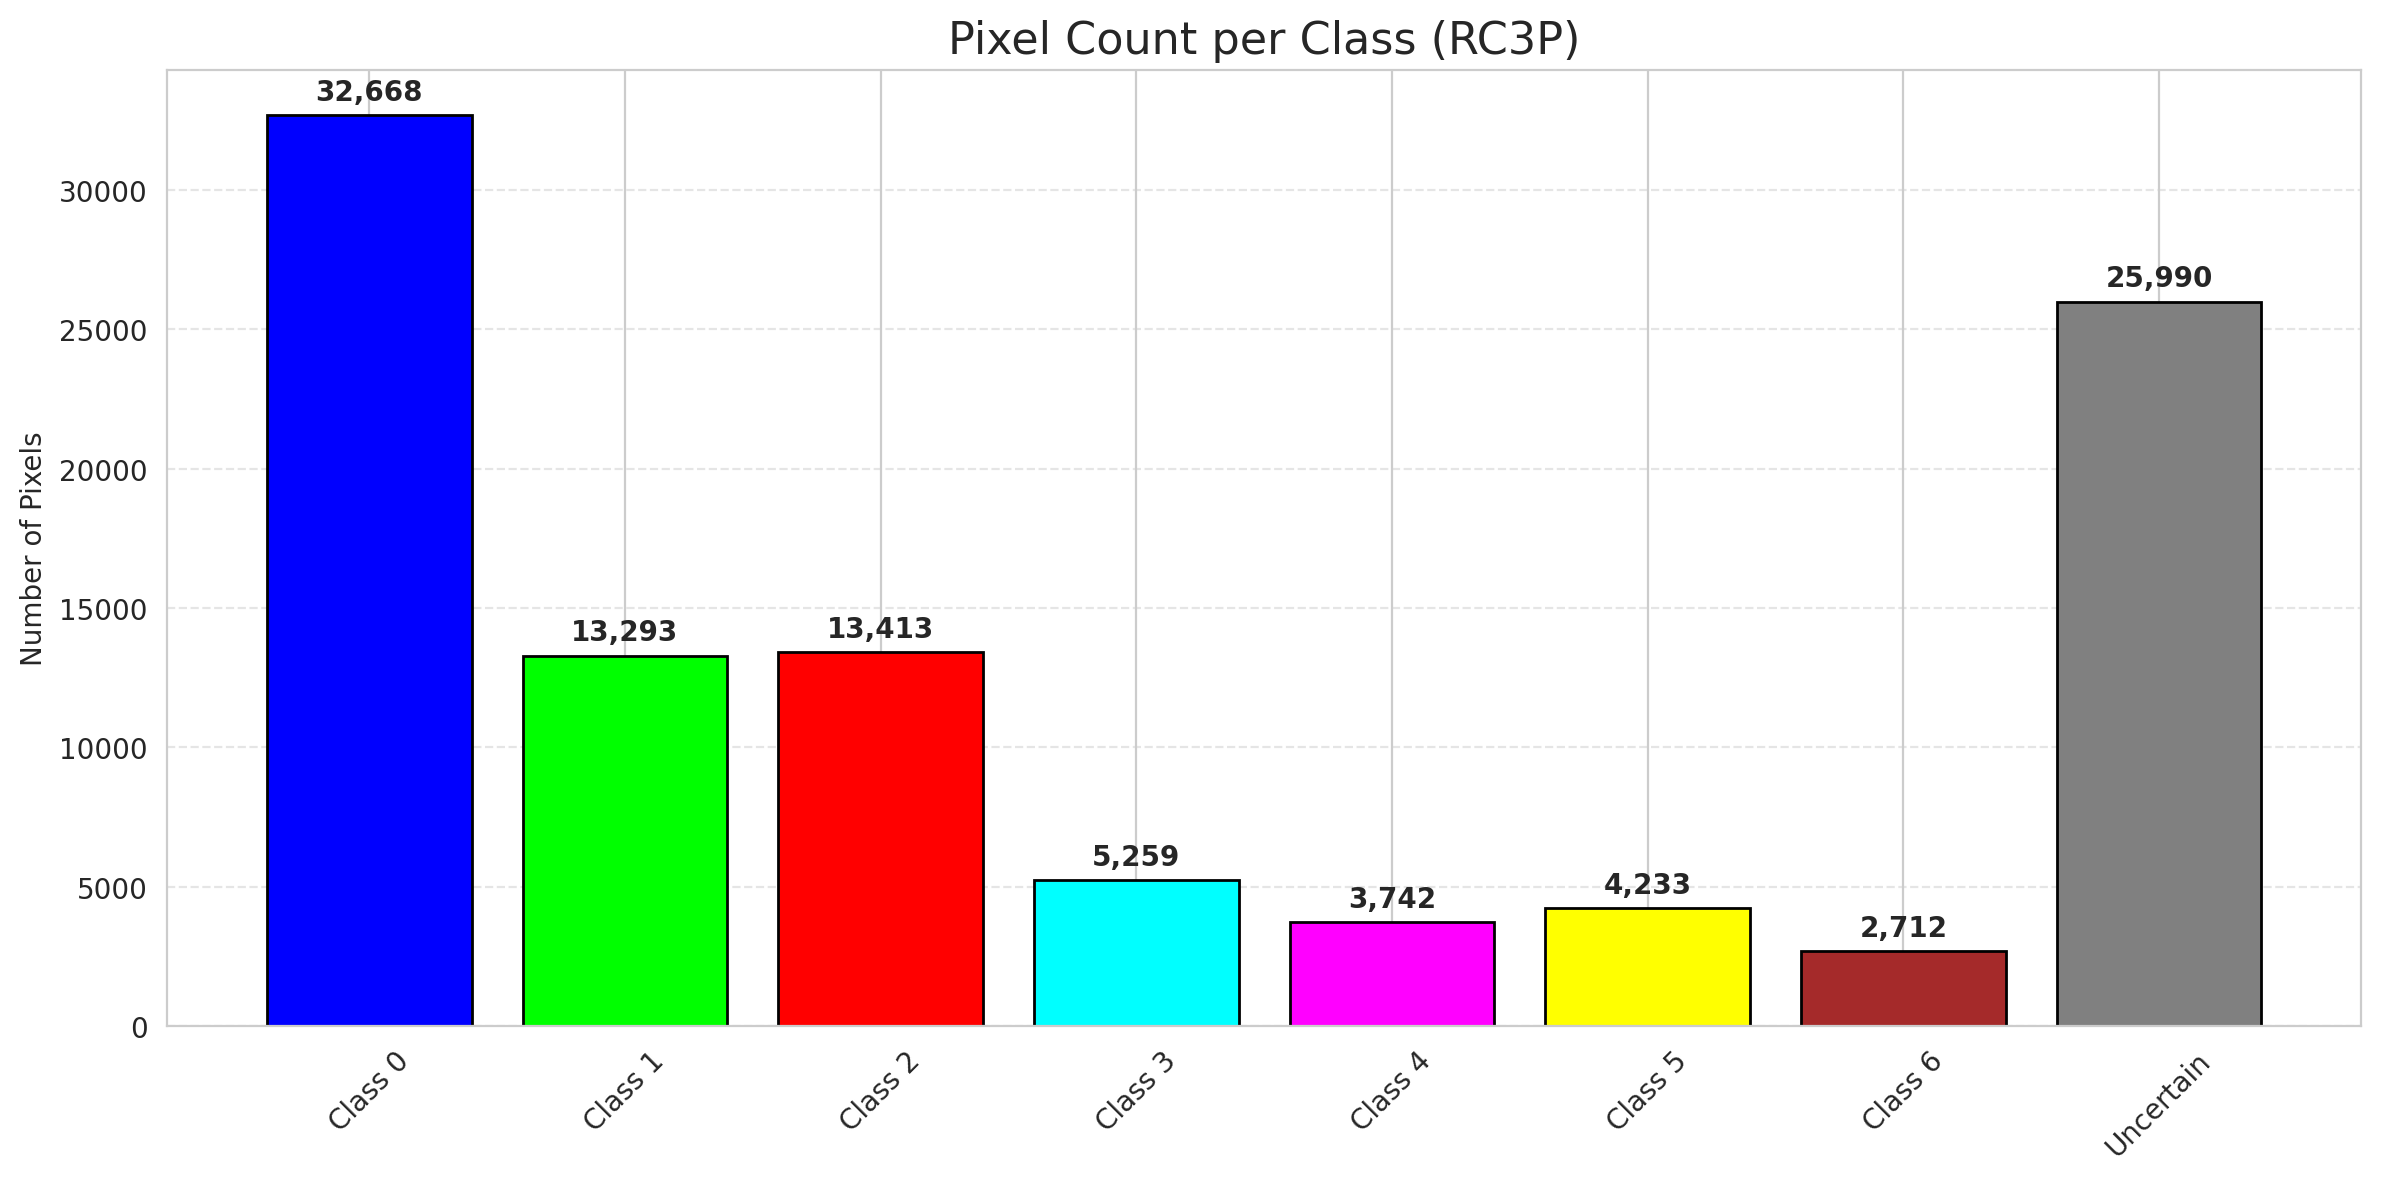 Pixel Count per Class (RC3P)
Number of Pixels
30000
25000
20000
15000
10000
5000
0
32,668
13,293
13,413
5,259
3,742
4,233
2,712
25,990
Class 0
Class 1
Class 2
Class 3
Class 4
Class 5
Class 6
Uncertain